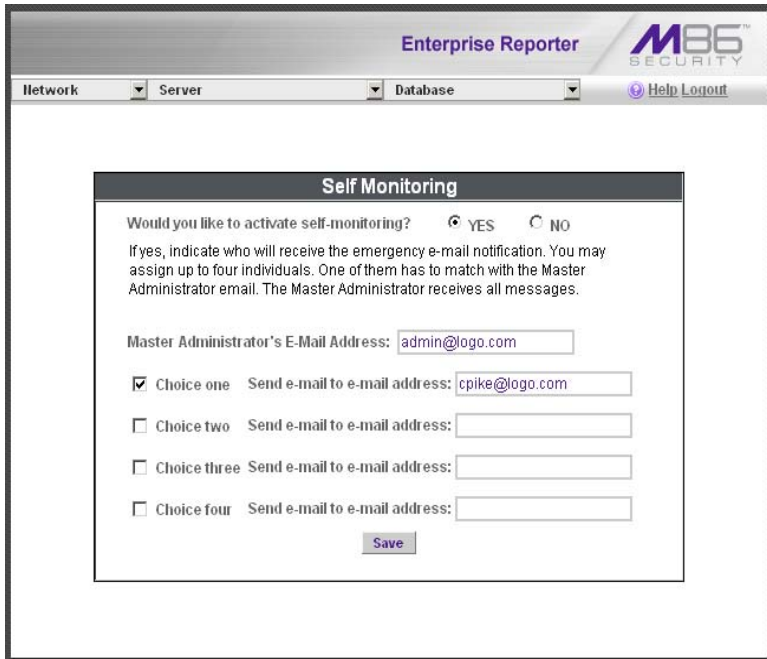 Enterprise Reporter
M86™
SECURITY
Network Server Database Help Logout
Self Monitoring
Would you like to activate self-monitoring? YES NO
If yes, indicate who will receive the emergency e-mail notification. You may
assign up to four individuals. One of them has to match with the Master
Administrator email. The Master Administrator receives all messages.
Master Administrator's E-Mail Address: admin@logo.com
Choice one Send e-mail to e-mail address: cpike@logo.com
Choice two Send e-mail to e-mail address:
Choice three Send e-mail to e-mail address:
Choice four Send e-mail to e-mail address:
Save